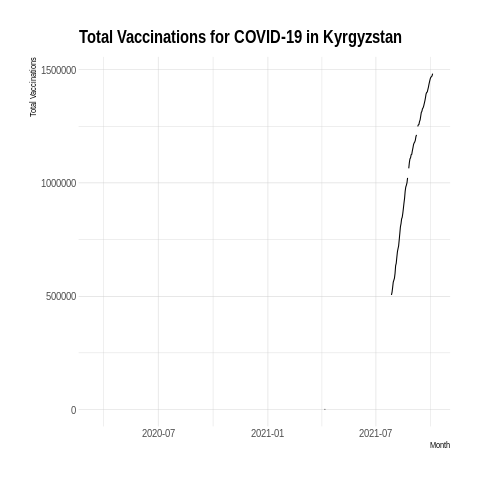 Total Vaccinations for COVID-19 in Kyrgyzstan
Total Vaccinations
1500000
1000000
500000
0
2020-07 2021-01 2021-07
Month